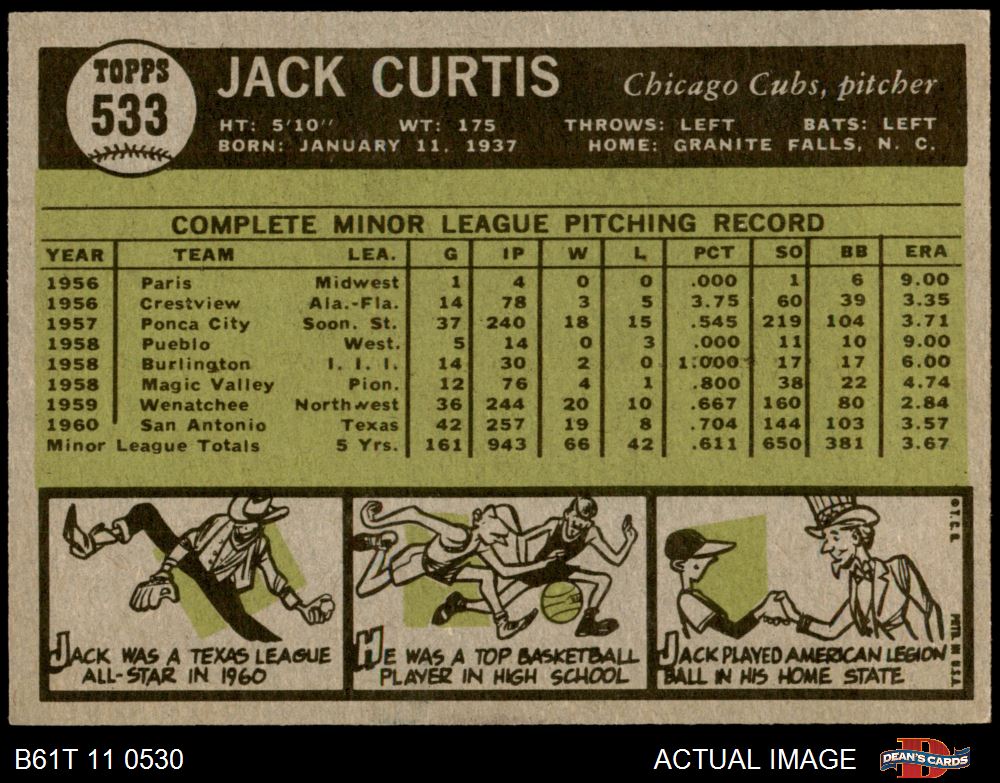 TOPPS
533
JACK CURTIS
Chicago Cubs, pitcher
HT: 5'10" WT: 175 THROWS: LEFT BATS: LEFT
BORN: JANUARY 11, 1937 HOME: GRANITE FALLS, N. C.
COMPLETE MINOR LEAGUE PITCHING RECORD
YEAR TEAM LEA. G IP W L PCT SO BB ERA
1956 Paris Midwest 1 4 0 0 .000 1 6 9.00
1956 Crestview Ala.-Fla. 14 78 3 5 3.75 60 39 3.35
1957 Ponca City Soon. St. 37 240 18 15 .545 219 104 3.71
1958 Pueblo West. 5 14 0 3 .000 11 10 9.00
1958 Burlington I. I. I. 14 30 2 0 1.000 17 17 6.00
1958 Magic Valley Pion. 12 76 4 1 .800 38 22 4.74
1959 Wenatchee Northwest 36 244 20 10 .667 160 80 2.84
1960 San Antonio Texas 42 257 19 8 .704 144 103 3.57
Minor League Totals 5 Yrs. 161 943 66 42 .611 650 381 3.67
JACK WAS A TEXAS LEAGUE
ALL-STAR IN 1960
HE WAS A TOP BASKETBALL
PLAYER IN HIGH SCHOOL
JACK PLAYED AMERICAN LEGION
BALL IN HIS HOME STATE
© T. C. G. PRTD. IN U.S.A.
B61T 11 0530
ACTUAL IMAGE
DEAN'S CARDS